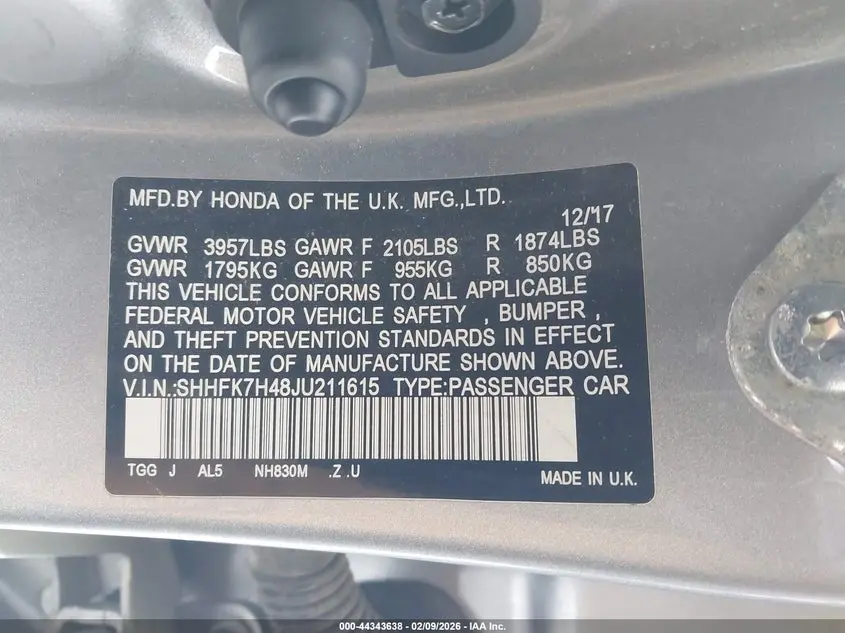 MFD.BY HONDA OF THE U.K. MFG.,LTD.
12/'17
GVWR 3957LBS GAWR F 2105LBS R 1874LBS
GVWR 1795KG GAWR F 955KG R 850KG
THIS VEHICLE CONFORMS TO ALL APPLICABLE
FEDERAL MOTOR VEHICLE SAFETY , BUMPER ,
AND THEFT PREVENTION STANDARDS IN EFFECT
ON THE DATE OF MANUFACTURE SHOWN ABOVE.
V.I.N.:SHHFK7H48JU211615 TYPE:PASSENGER CAR
TGG J AL5 NH830M .Z .U
MADE IN U.K.
000-44343638 - 02/09/2026 - IAA Inc.